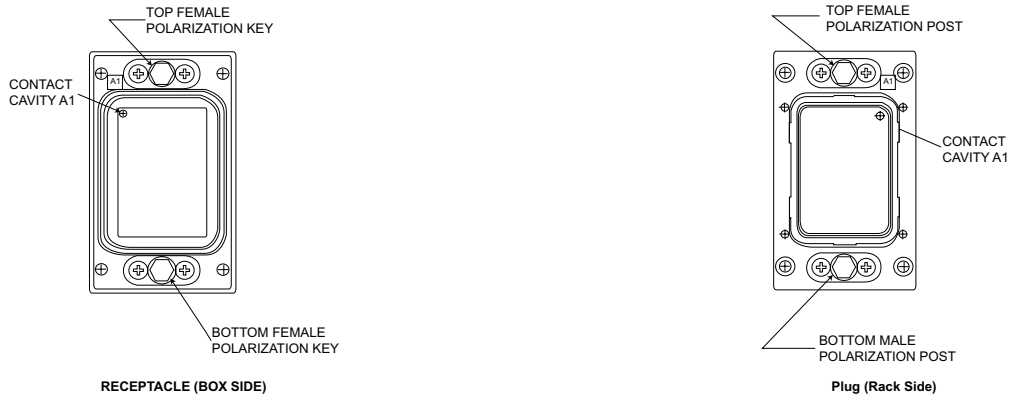 TOP FEMALE
POLARIZATION KEY
A1
CONTACT
CAVITY A1
BOTTOM FEMALE
POLARIZATION KEY
RECEPTACLE (BOX SIDE)
TOP FEMALE
POLARIZATION POST
A1
CONTACT
CAVITY A1
BOTTOM MALE
POLARIZATION POST
Plug (Rack Side)